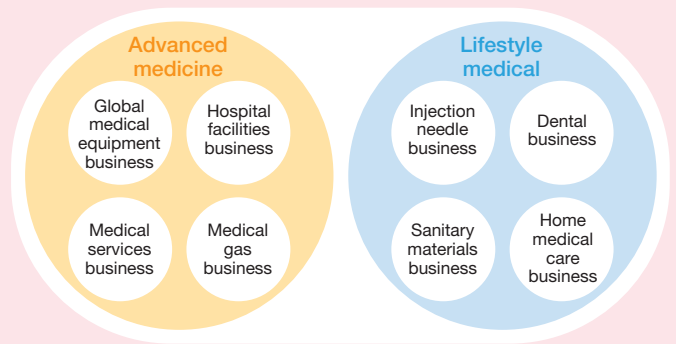 Advanced
medicine
Global
medical
equipment
business
Hospital
facilities
business
Medical
services
business
Medical
gas
business
Lifestyle
medical
Injection
needle
business
Dental
business
Sanitary
materials
business
Home
medical
care
business